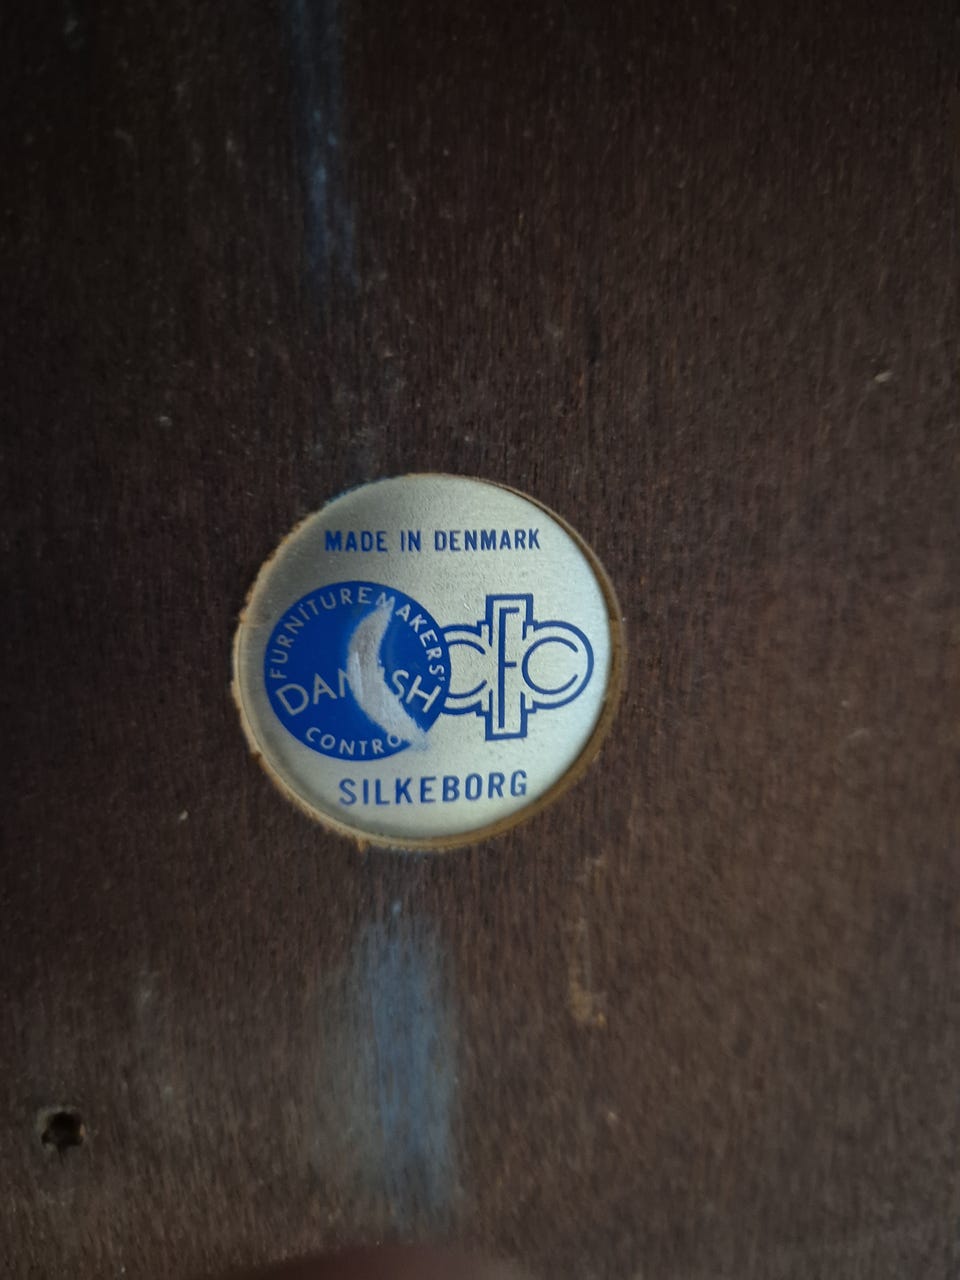 MADE IN DENMARK
FURNITUREMAKERS'
DANISH
CONTROL
CFC
SILKEBORG